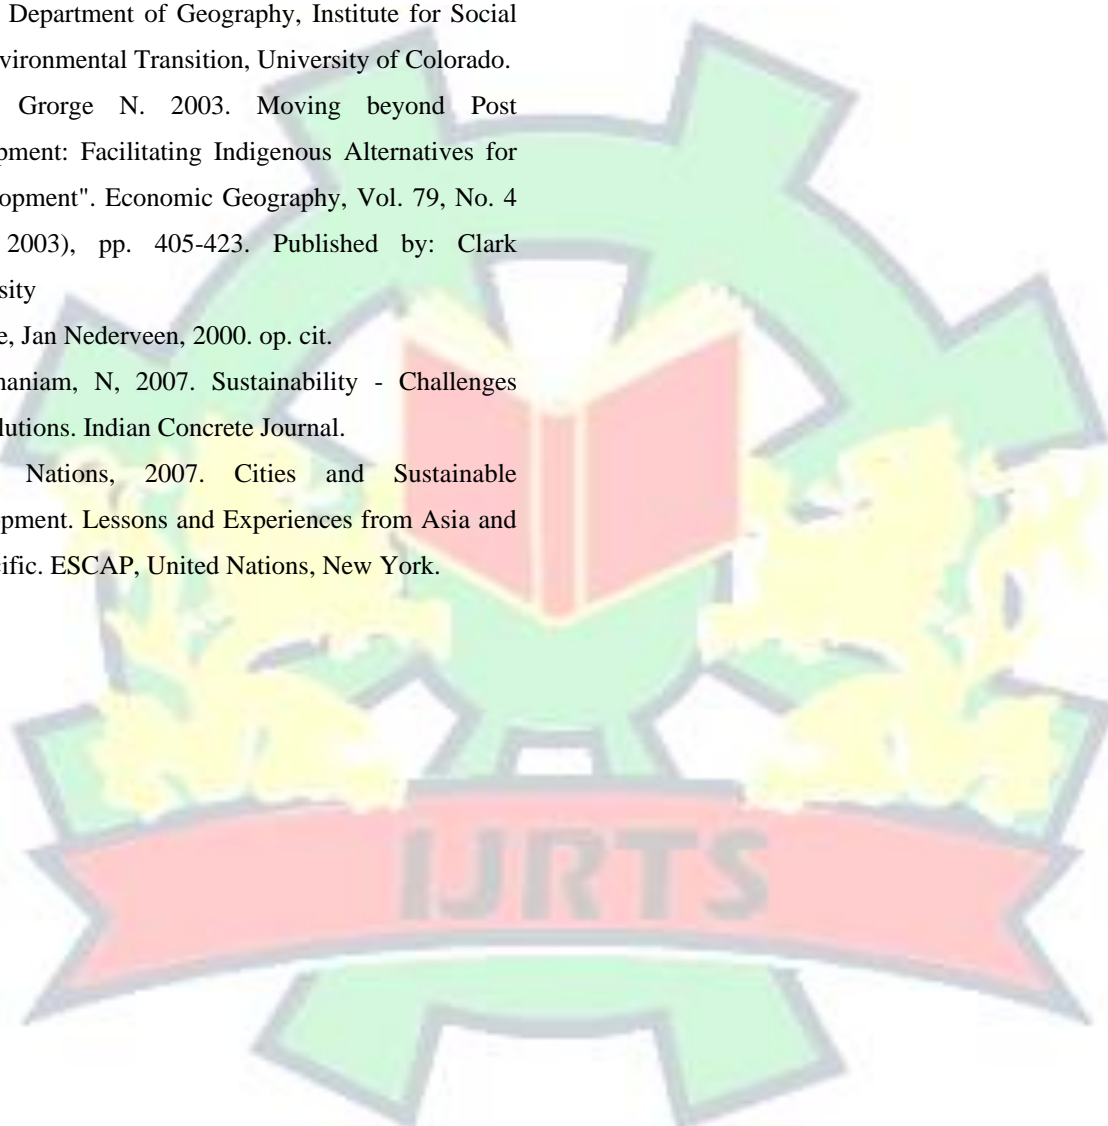 Department of Geography, Institute for Social
vironmental Transition, University of Colorado.
Grorge N. 2003. Moving beyond Post
pment: Facilitating Indigenous Alternatives for
opment". Economic Geography, Vol. 79, No. 4
2003), pp. 405-423. Published by: Clark
sity
e, Jan Nederveen, 2000. op. cit.
naniam, N, 2007. Sustainability - Challenges
lutions. Indian Concrete Journal.
Nations, 2007. Cities and Sustainable
pment. Lessons and Experiences from Asia and
cific. ESCAP, United Nations, New York.
IJRTS